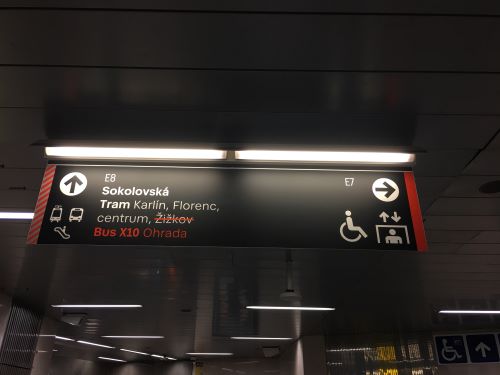 E8
Sokolovská
Tram Karlín, Florenc,
centrum, Žižkov
Bus X10 Ohrada
E7